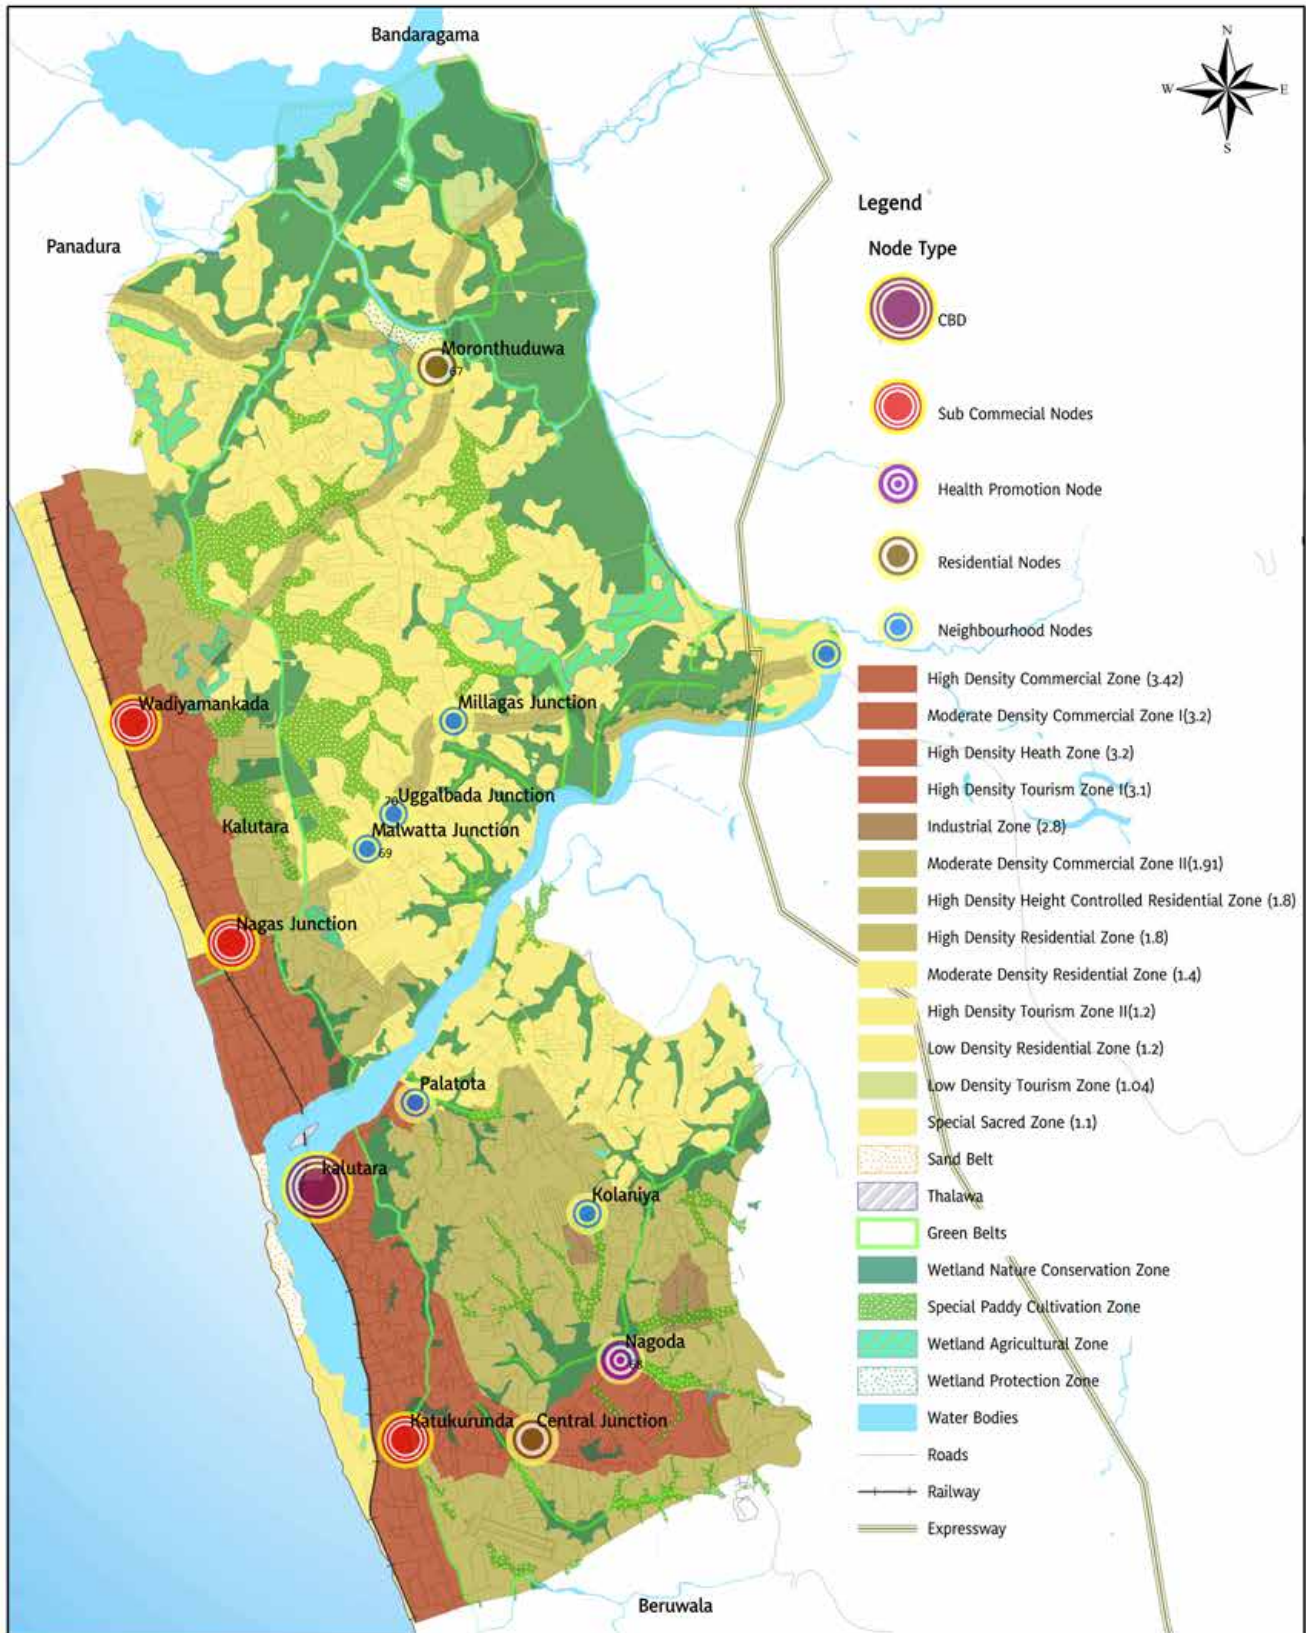 Bandaragama
N
W
E
S
Panadura
Legend
Node Type
CBD
Moronthuduwa
67
Sub Commecial Nodes
Health Promotion Node
Residential Nodes
Neighbourhood Nodes
High Density Commercial Zone (3.42)
Wadiyamankada
Millagas Junction
Moderate Density Commercial Zone I(3.2)
High Density Heath Zone (3.2)
High Density Tourism Zone I(3.1)
70
Uggalbada Junction
Kalutara
Malwatta Junction
69
Industrial Zone (2.8)
Moderate Density Commercial Zone II(1.91)
High Density Height Controlled Residential Zone (1.8)
Nagas Junction
High Density Residential Zone (1.8)
Moderate Density Residential Zone (1.4)
High Density Tourism Zone II(1.2)
Low Density Residential Zone (1.2)
Palatota
Low Density Tourism Zone (1.04)
Special Sacred Zone (1.1)
Sand Belt
kalutara
Kolaniya
Thalawa
Green Belts
Wetland Nature Conservation Zone
Special Paddy Cultivation Zone
Nagoda
68
Wetland Agricultural Zone
Wetland Protection Zone
Katukurunda
Central Junction
Water Bodies
Roads
Railway
Expressway
Beruwala